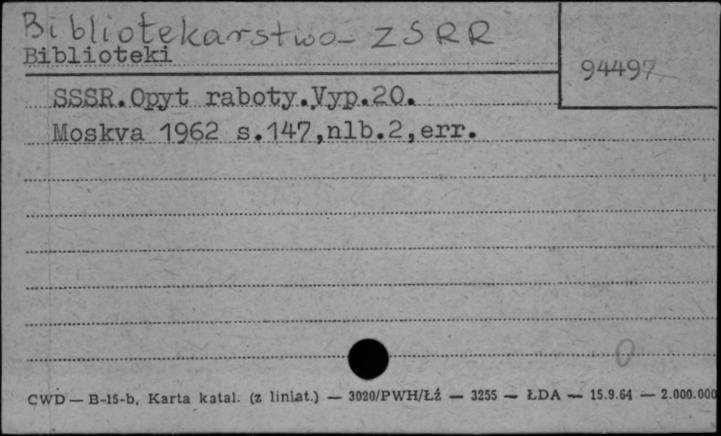 Bibliotekarstwo - ZSRR
Biblioteki
94497
SSSR.Opyt raboty.Vyp.20.
Moskva 1962 s.147,nlb.2,err.
0
CWD — B-15-b, Karta katal. (z liniat.) — 3020/PWH/Łź — 3255 — ŁDA — 15.9.64 — 2.000.000